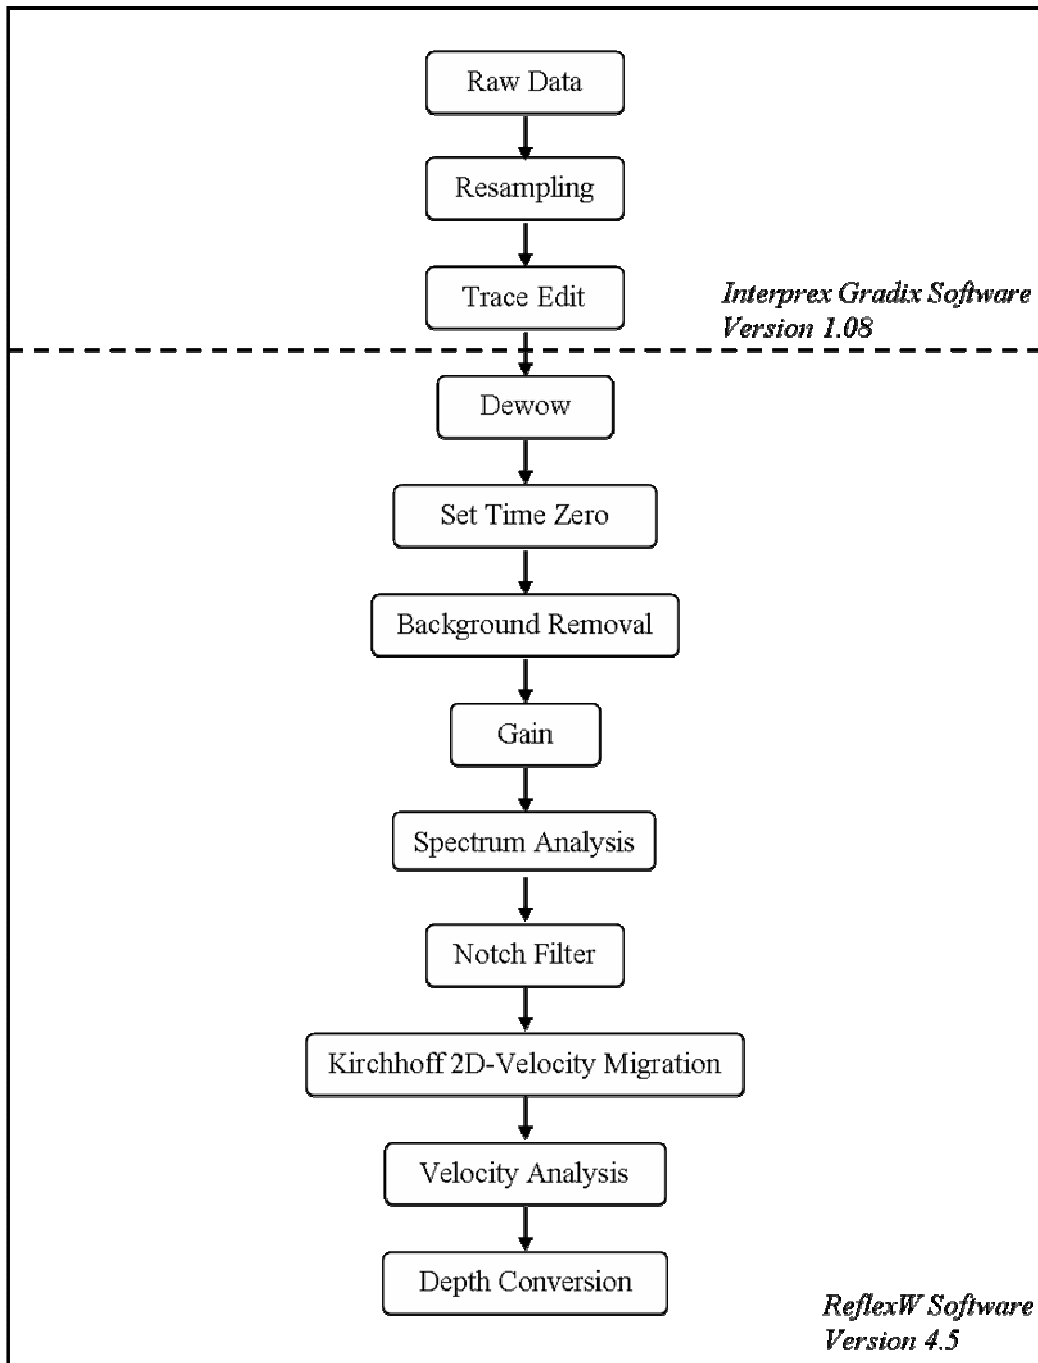 Raw Data
Resampling
Trace Edit
Interprex Gradix Software
Version 1.08
Dewow
Set Time Zero
Background Removal
Gain
Spectrum Analysis
Notch Filter
Kirchhoff 2D-Velocity Migration
Velocity Analysis
Depth Conversion
ReflexW Software
Version 4.5